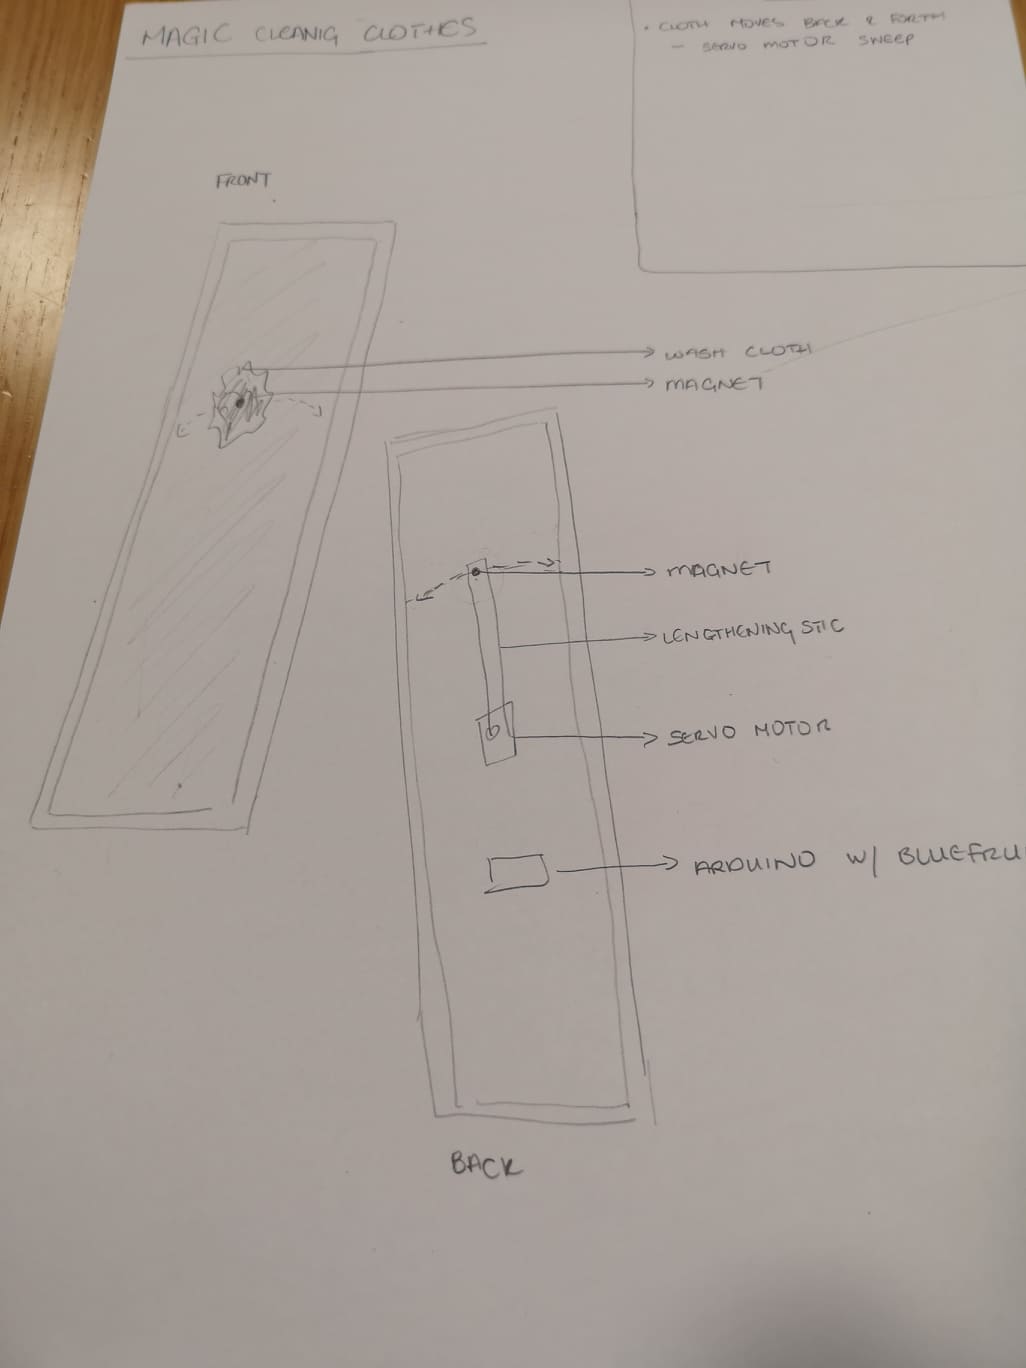 MAGIC CLEANIG CLOTHES
• CLOTH MOVES BACK & FORTH
– SERVO MOTOR SWEEP
FRONT
WASH CLOTH
MAGNET
MAGNET
LENGTHENING STIC
SERVO MOTOR
ARDUINO W/ BLUEFRU
BACK